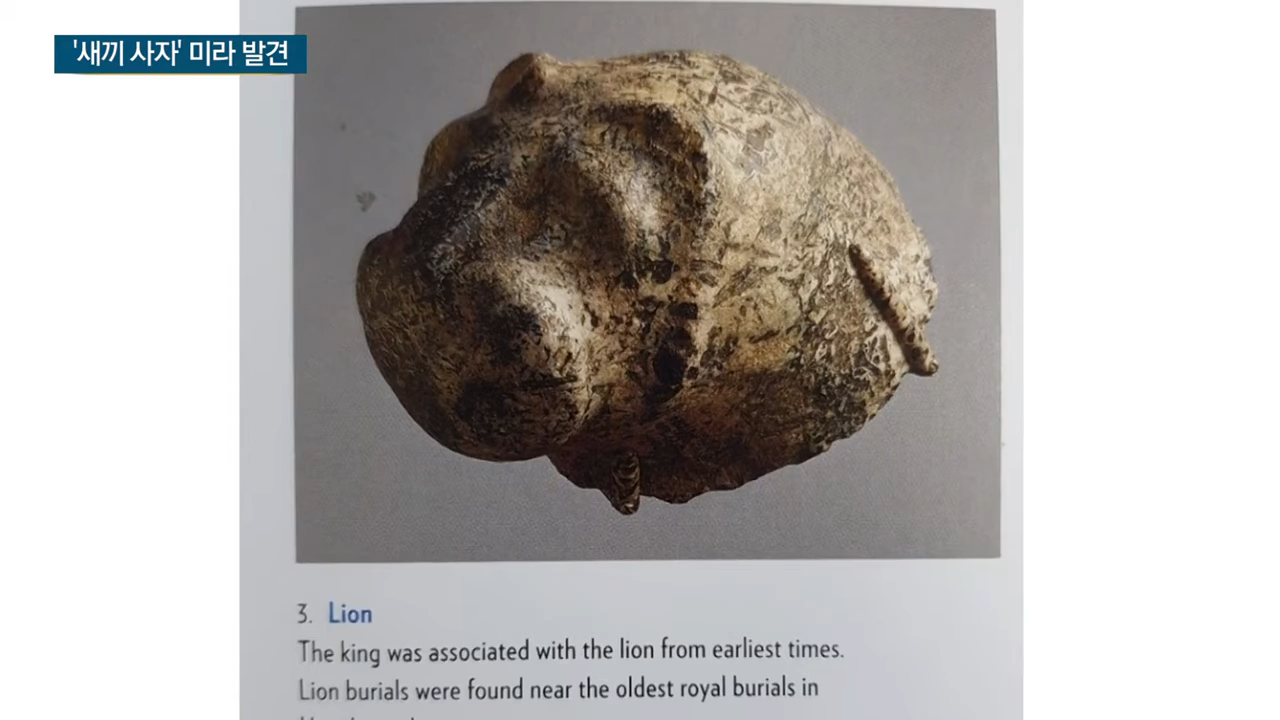 '새끼 사자' 미라 발견
3. Lion
The king was associated with the lion from earliest times.
Lion burials were found near the oldest royal burials in